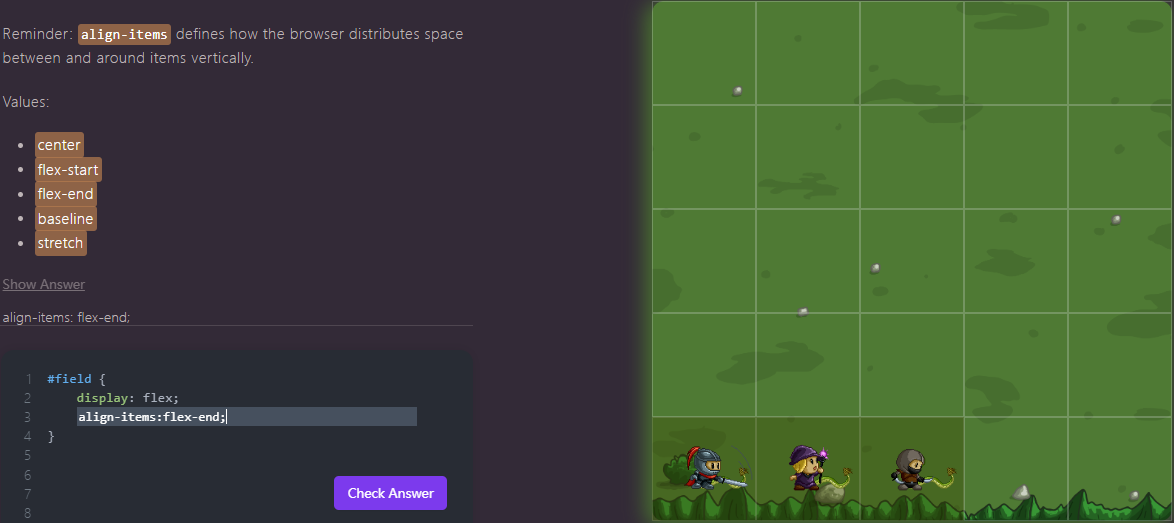 Reminder: align-items defines how the browser distributes space
between and around items vertically.
Values:
• center
• flex-start
• flex-end
• baseline
• stretch
Show Answer
align-items: flex-end;
1 #field {
2 display: flex;
3 align-items:flex-end;
4 }
5
6
7
8
Check Answer